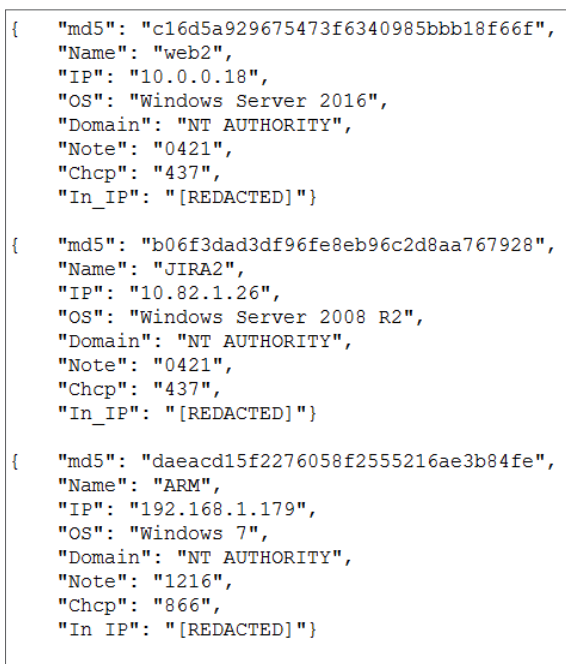 {   "md5": "c16d5a929675473f6340985bbb18f66f",
    "Name": "web2",
    "IP": "10.0.0.18",
    "OS": "Windows Server 2016",
    "Domain": "NT AUTHORITY",
    "Note": "0421",
    "Chcp": "437",
    "In_IP": "[REDACTED]"}
{   "md5": "b06f3dad3df96fe8eb96c2d8aa767928",
    "Name": "JIRA2",
    "IP": "10.82.1.26",
    "OS": "Windows Server 2008 R2",
    "Domain": "NT AUTHORITY",
    "Note": "0421",
    "Chcp": "437",
    "In_IP": "[REDACTED]"}
{   "md5": "daeacd15f2276058f2555216ae3b84fe",
    "Name": "ARM",
    "IP": "192.168.1.179",
    "OS": "Windows 7",
    "Domain": "NT AUTHORITY",
    "Note": "1216",
    "Chcp": "866",
    "In IP": "[REDACTED]"}